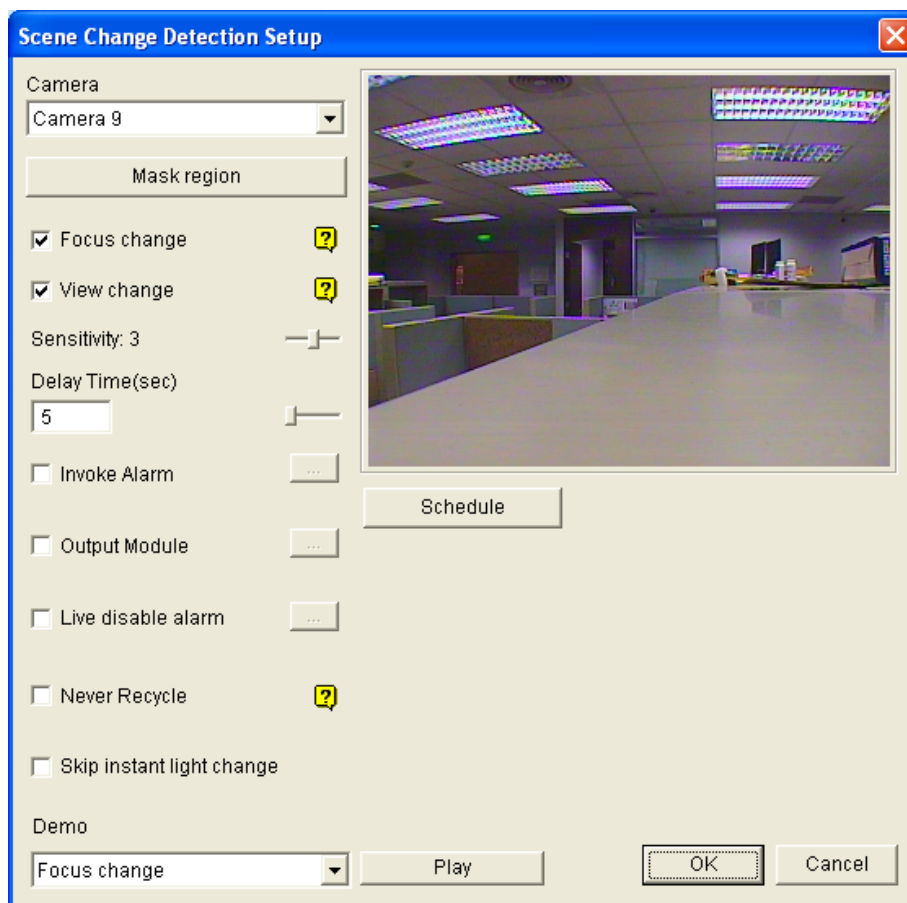 Scene Change Detection Setup
Camera
Camera 9
Mask region
Focus change
?
View change
?
Sensitivity: 3
Delay Time(sec)
5
Invoke Alarm
...
Schedule
Output Module
...
Live disable alarm
...
Never Recycle
?
Skip instant light change
Demo
Focus change
Play
OK
Cancel